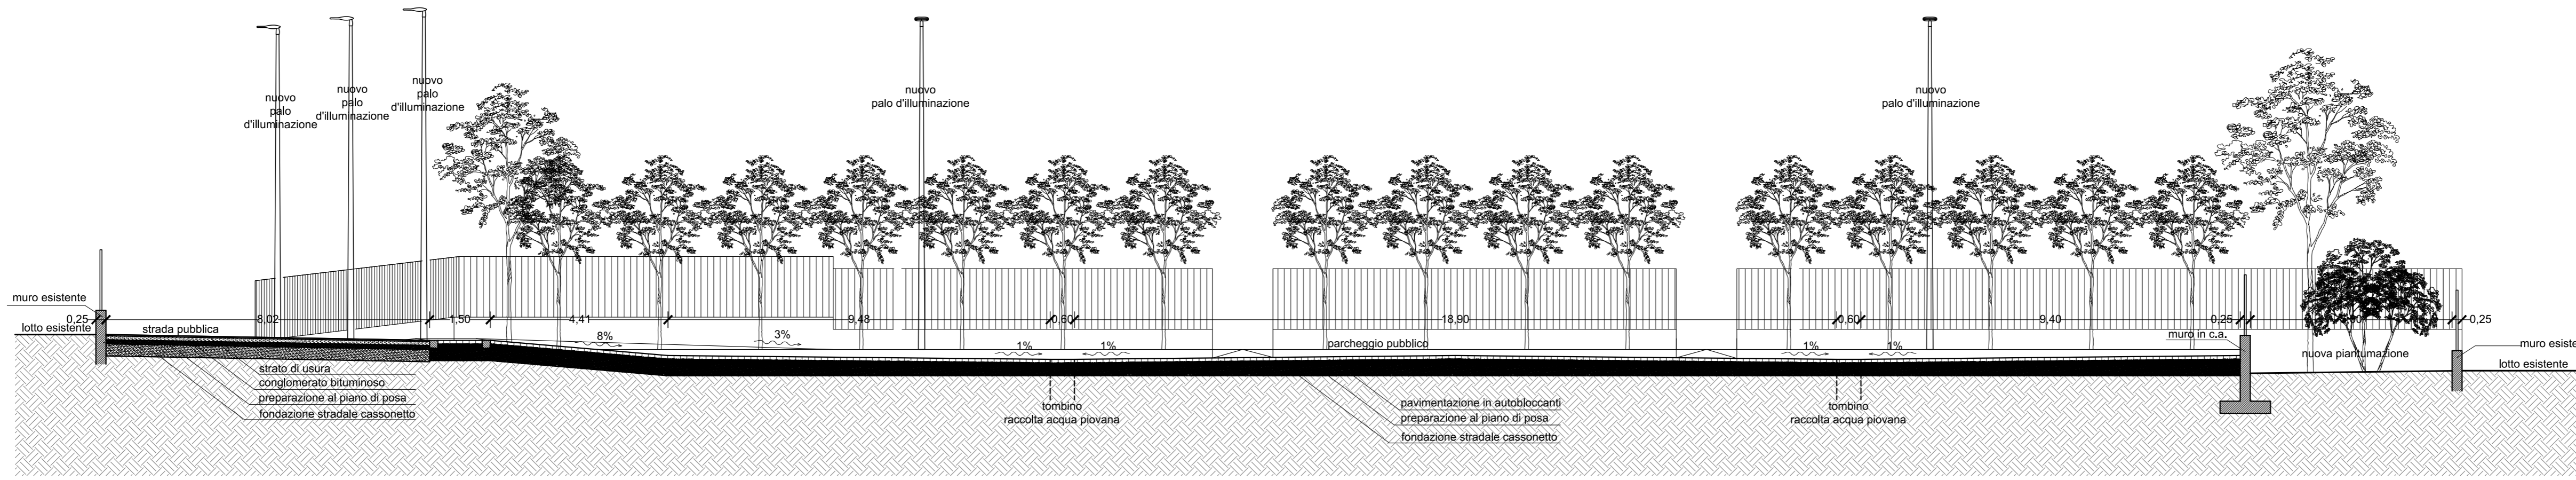 nuovo
palo
d'illuminazione
nuovo
palo
d'illuminazione
nuovo
palo
d'illuminazione
nuovo
palo d'illuminazione
nuovo
palo d'illuminazione
muro esistente
0,25
8,02
1,50
4,41
9,48
0,60
18,90
0,60
9,40
0,25
0,25
lotto esistente
strada pubblica
8%
3%
1%
1%
parcheggio pubblico
1%
1%
muro in c.a.
nuova piantumazione
muro esiste
lotto esistente
strato di usura
conglomerato bituminoso
preparazione al piano di posa
fondazione stradale cassonetto
tombino
raccolta acqua piovana
pavimentazione in autobloccanti
preparazione al piano di posa
fondazione stradale cassonetto
tombino
raccolta acqua piovana